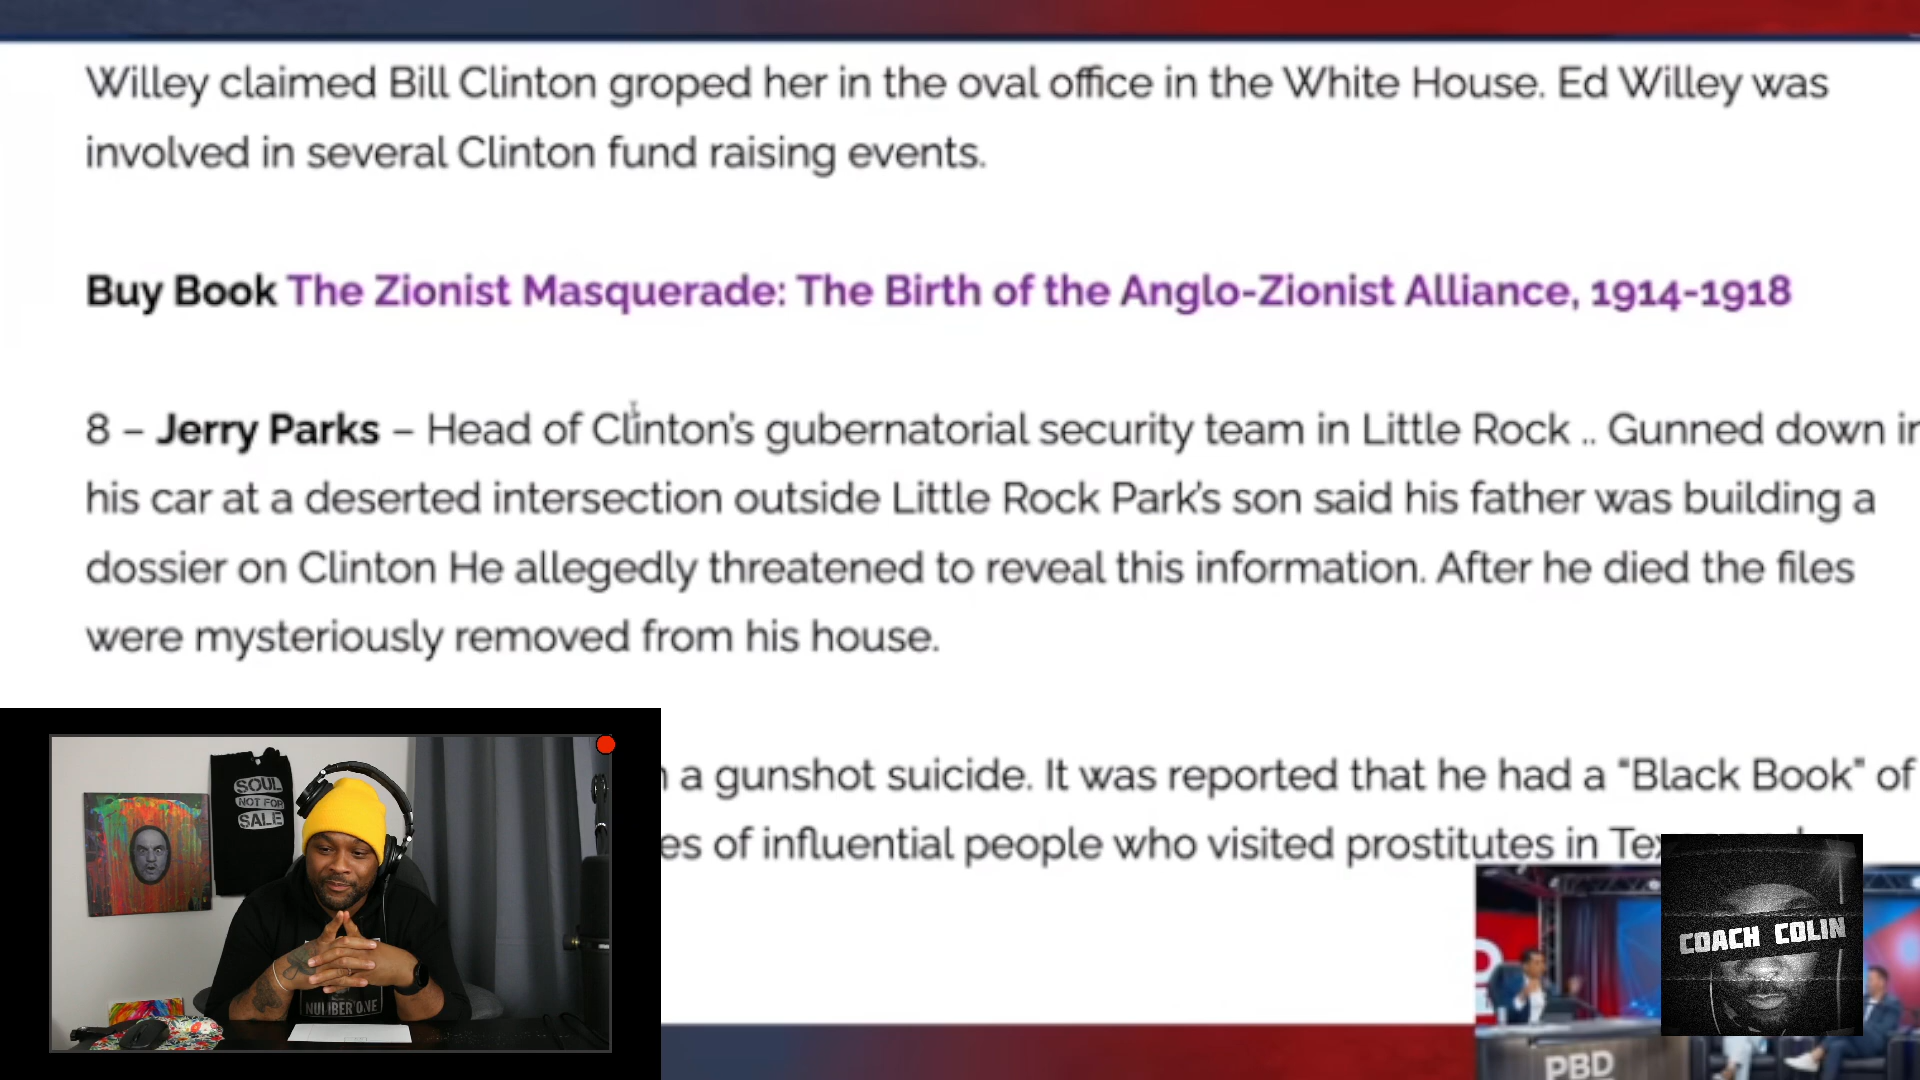 Willey claimed Bill Clinton groped her in the oval office in the White House. Ed Willey was
involved in several Clinton fund raising events.
Buy Book The Zionist Masquerade: The Birth of the Anglo-Zionist Alliance, 1914-1918
8 – Jerry Parks – Head of Clinton's gubernatorial security team in Little Rock .. Gunned down in
his car at a deserted intersection outside Little Rock Park's son said his father was building a
dossier on Clinton He allegedly threatened to reveal this information. After he died the files
were mysteriously removed from his house.
a gunshot suicide. It was reported that he had a "Black Book" of
of influential people who visited prostitutes in
SOUL
NOT FOR
SALE
NUMBER ONE
COACH COLIN
PBD